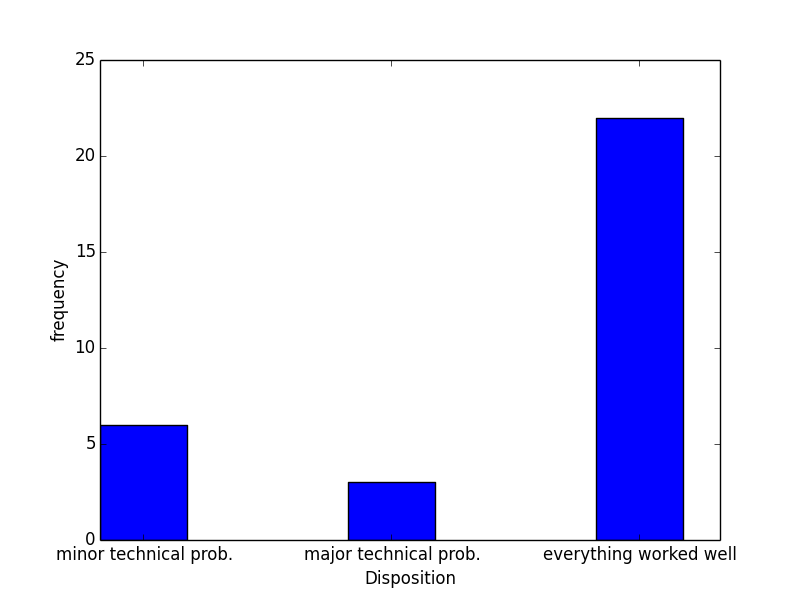 25
20
15
10
5
0
frequency
minor technical prob. major technical prob. everything worked well
Disposition